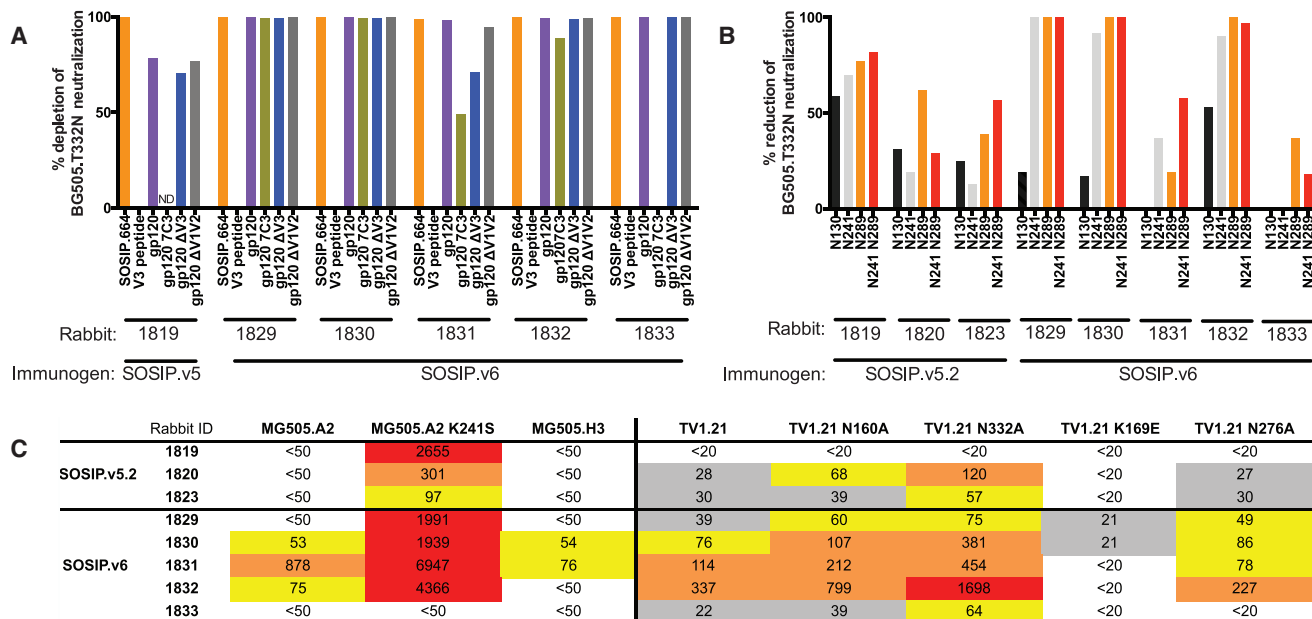 A
% depletion of
BG505.T332N neutralization
100
50
0
ND
SOSIP.664
V3 peptide
gp120
gp120 7C3
gp120 ΔV3
gp120 ΔV1V2
SOSIP.664
V3 peptide
gp120
gp120 7C3
gp120 ΔV3
gp120 ΔV1V2
SOSIP.664
V3 peptide
gp120
gp120 7C3
gp120 ΔV3
gp120 ΔV1V2
SOSIP.664
V3 peptide
gp120
gp120 7C3
gp120 ΔV3
gp120 ΔV1V2
SOSIP.664
V3 peptide
gp120
gp120 7C3
gp120 ΔV3
gp120 ΔV1V2
SOSIP.664
V3 peptide
gp120
gp120 7C3
gp120 ΔV3
gp120 ΔV1V2
Rabbit: 1819 1829 1830 1831 1832 1833
Immunogen: SOSIP.v5 SOSIP.v6
B
% reduction of
BG505.T332N neutralization
100
50
0
N130
N241
N289
N241 N289
N130
N241
N289
N241 N289
N130
N241
N289
N241 N289
N130
N241
N289
N241 N289
N130
N241
N289
N241 N289
N130
N241
N289
N241 N289
N130
N241
N289
N241 N289
N130
N241
N289
N241 N289
Rabbit: 1819 1820 1823 1829 1830 1831 1832 1833
Immunogen: SOSIP.v5.2 SOSIP.v6
C
Rabbit ID MG505.A2 MG505.A2 K241S MG505.H3 TV1.21 TV1.21 N160A TV1.21 N332A TV1.21 K169E TV1.21 N276A
1819 <50 2655 <50 <20 <20 <20 <20 <20
SOSIP.v5.2 1820 <50 301 <50 28 68 120 <20 27
1823 <50 97 <50 30 39 57 <20 30
1829 <50 1991 <50 39 60 75 21 49
1830 53 1939 54 76 107 381 21 86
SOSIP.v6 1831 878 6947 76 114 212 454 <20 78
1832 75 4366 <50 337 799 1698 <20 227
1833 <50 <50 <50 22 39 64 <20 <20